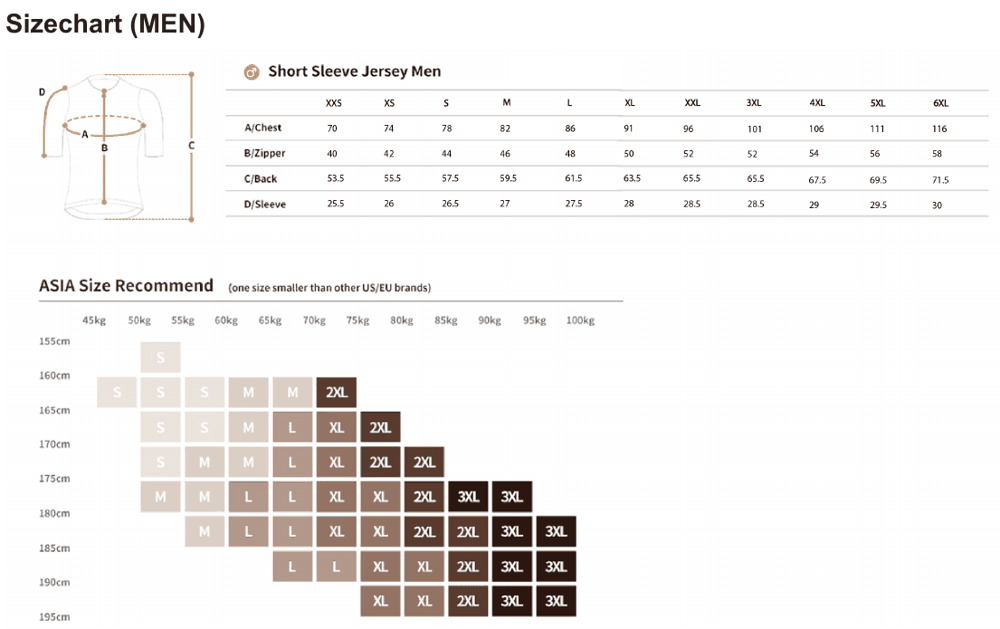 Sizechart (MEN)
Short Sleeve Jersey Men
D
A
B
C
XXS XS S M L XL XXL 3XL 4XL 5XL 6XL
A/Chest 70 74 78 82 86 91 96 101 106 111 116
B/Zipper 40 42 44 46 48 50 52 52 54 56 58
C/Back 53.5 55.5 57.5 59.5 61.5 63.5 65.5 65.5 67.5 69.5 71.5
D/Sleeve 25.5 26 26.5 27 27.5 28 28.5 28.5 29 29.5 30
ASIA Size Recommend (one size smaller than other US/EU brands)
45kg 50kg 55kg 60kg 65kg 70kg 75kg 80kg 85kg 90kg 95kg 100kg
155cm
S
160cm
S S S M M 2XL
165cm
S S M L XL 2XL
170cm
S M M L XL 2XL 2XL
175cm
M M L L XL XL 2XL 3XL 3XL
180cm
M L L XL XL 2XL 2XL 3XL 3XL
185cm
L L XL XL 2XL 3XL 3XL
190cm
XL XL 2XL 3XL 3XL
195cm